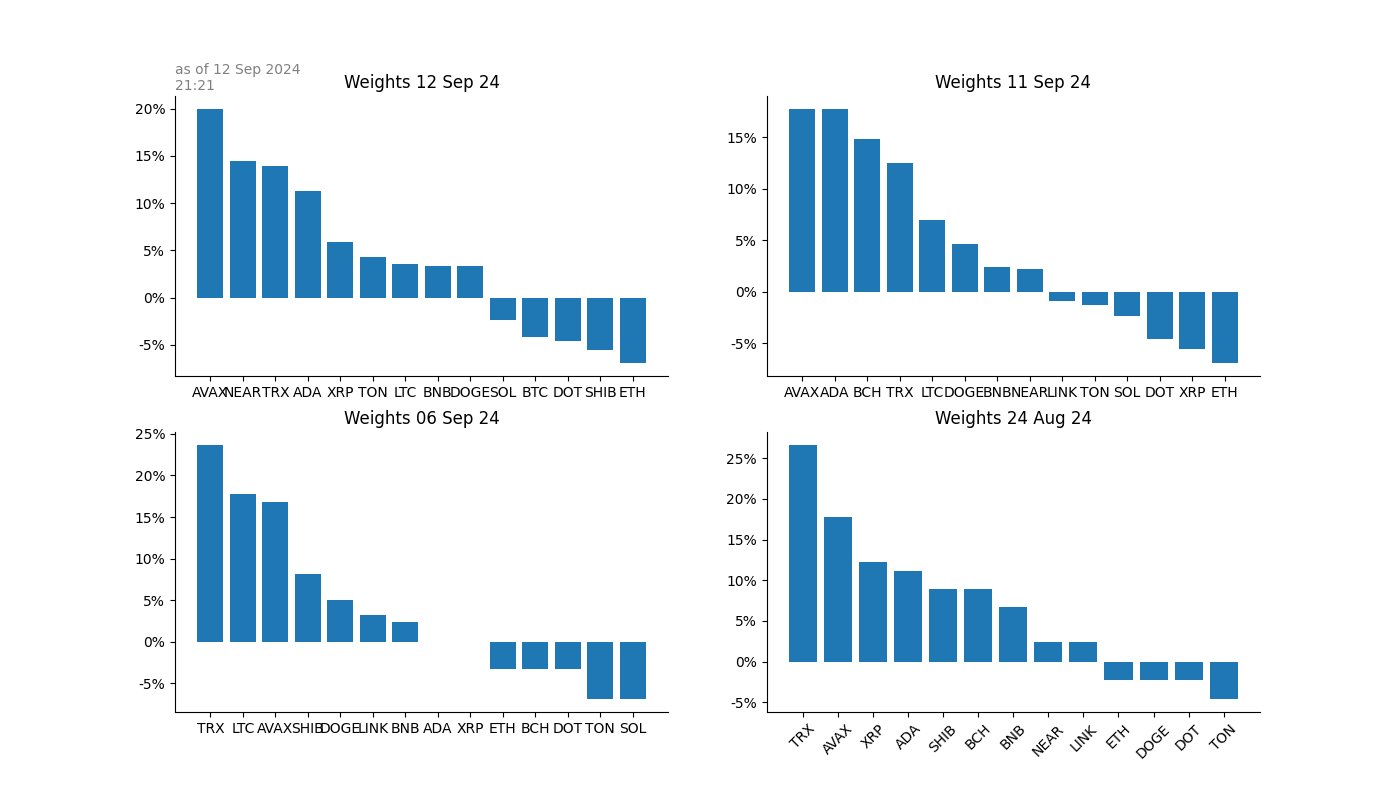 as of 12 Sep 2024
21:21
Weights 12 Sep 24
20%
15%
10%
5%
0%
-5%
AVAX NEAR TRX ADA XRP TON LTC BNB DOGE SOL BTC DOT SHIB ETH
Weights 11 Sep 24
15%
10%
5%
0%
-5%
AVAX ADA BCH TRX LTC DOGE BNB NEAR LINK TON SOL DOT XRP ETH
Weights 06 Sep 24
25%
20%
15%
10%
5%
0%
-5%
TRX LTC AVAX SHIB DOGE LINK BNB ADA XRP ETH BCH DOT TON SOL
Weights 24 Aug 24
25%
20%
15%
10%
5%
0%
-5%
TRX AVAX XRP ADA SHIB BCH BNB NEAR LINK ETH DOGE DOT TON